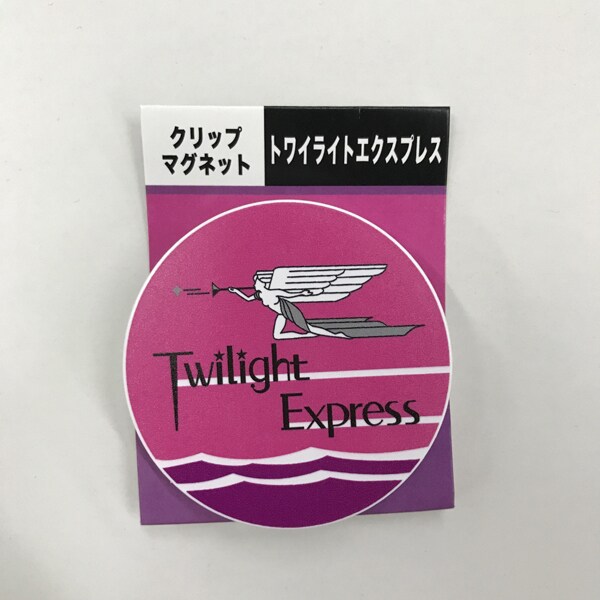 クリップ
マグネット
トワイライトエクスプレス
Twilight
Express